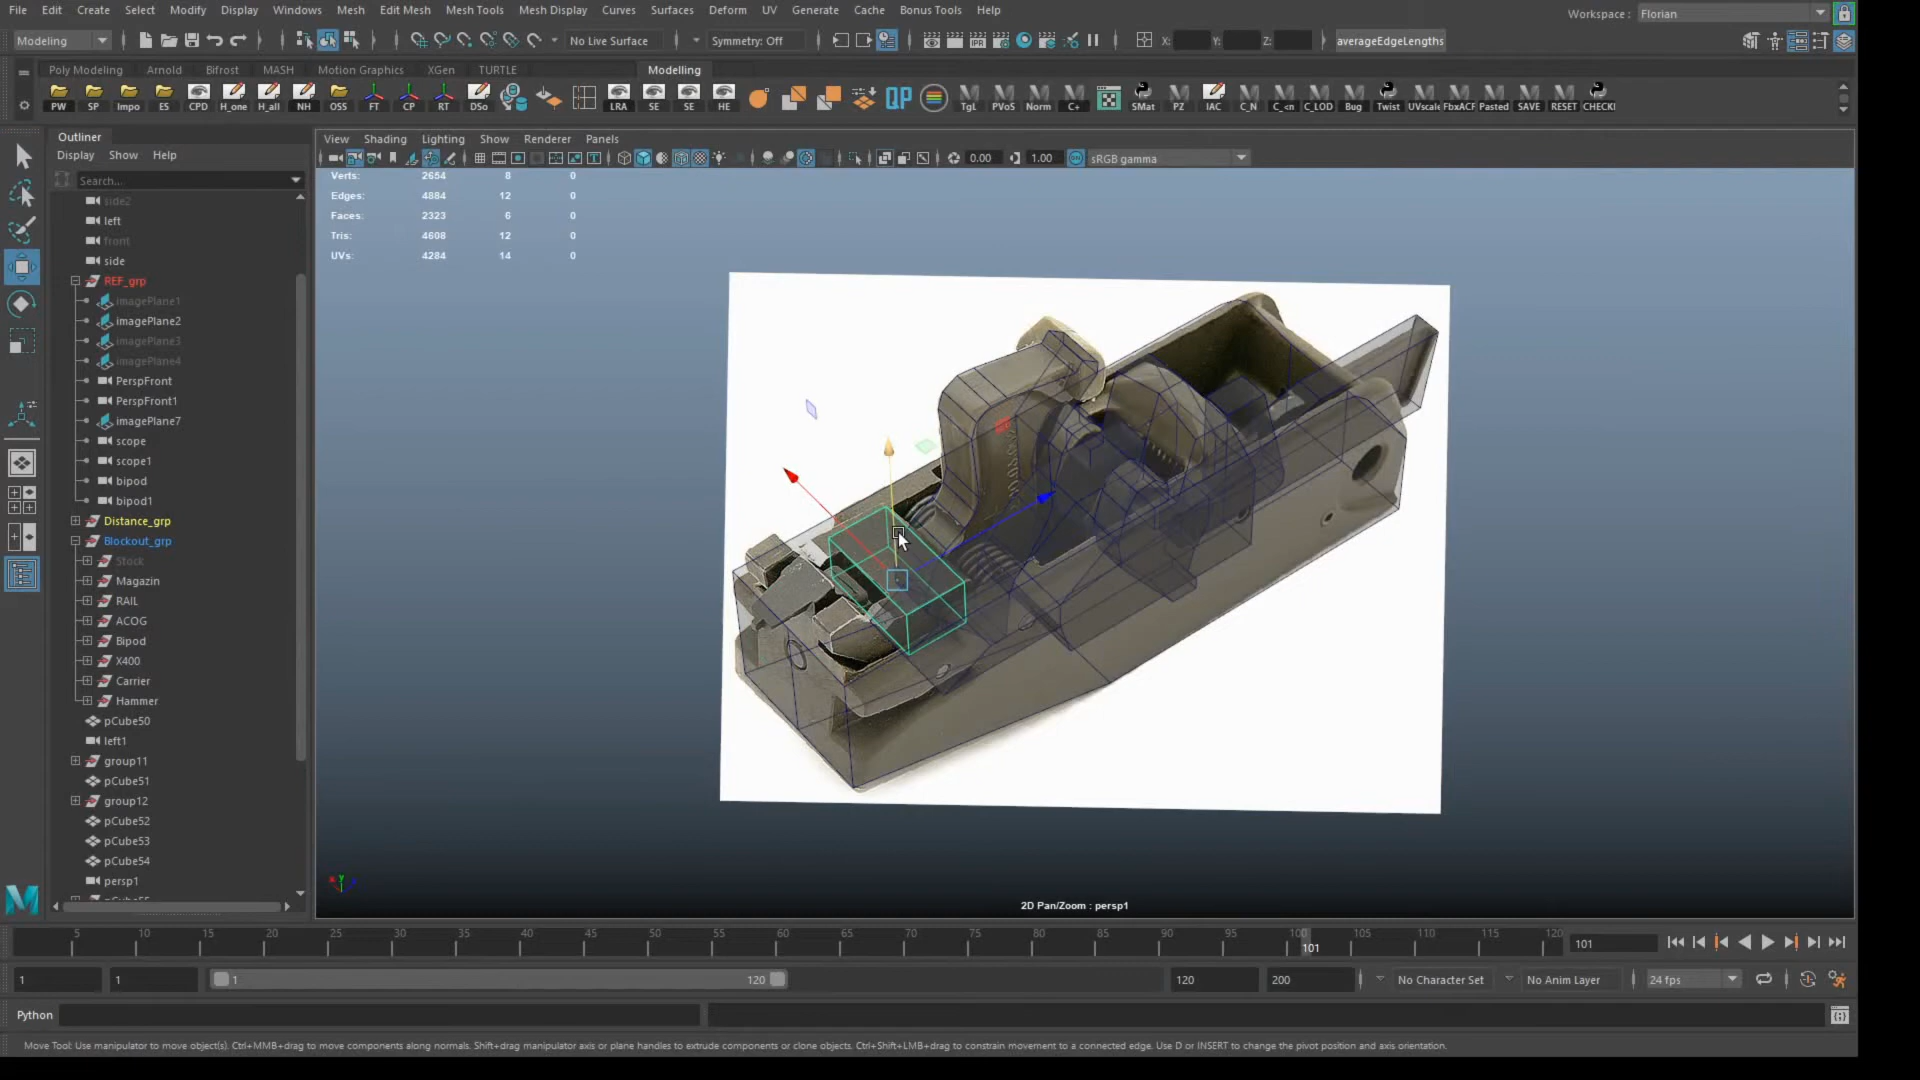 File Edit Create Select Modify Display Windows Mesh Edit Mesh Mesh Tools Mesh Display Curves Surfaces Deform UV Generate Cache Bonus Tools Help
Workspace : Florian
Modeling
No Live Surface
Symmetry: Off
X: Y: Z:
averageEdgeLengths
Poly Modeling Arnold Bifrost MASH Motion Graphics XGen TURTLE Modelling
QP
PW SP Impo ES CPD H_one H_all NH OSS FT CP RT DSo LRA SE SE HE TgL PVoS Norm C+ SMat PZ IAC C_N C_<n C_LOD Bug Twist UVscale FbxACF Pasted SAVE RESET CHECKI
Outliner
Display Show Help
Search...
side2
left
front
side
REF_grp
imagePlane1
imagePlane2
imagePlane3
imagePlane4
PerspFront
PerspFront1
imagePlane7
scope
scope1
bipod
bipod1
Distance_grp
Blockout_grp
Stock
Magazin
RAIL
ACOG
Bipod
X400
Carrier
Hammer
pCube50
left1
group11
pCube51
group12
pCube52
pCube53
pCube54
persp1
View Shading Lighting Show Renderer Panels
0.00 1.00 sRGB gamma
Verts: 2654 8 0
Edges: 4884 12 0
Faces: 2323 6 0
Tris: 4608 12 0
UVs: 4284 14 0
2D Pan/Zoom : persp1
5 10 15 20 25 30 35 40 45 50 55 60 65 70 75 80 85 90 95 100 105 110 115 120
101
101
1 1 1 120 120 200 No Character Set No Anim Layer 24 fps
Python
Move Tool: Use manipulator to move object(s). Ctrl+MMB+drag to move components along normals. Shift+drag manipulator axis or plane handles to extrude components or clone objects. Ctrl+Shift+LMB+drag to constrain movement to a connected edge. Use D or INSERT to change the pivot position and axis orientation.